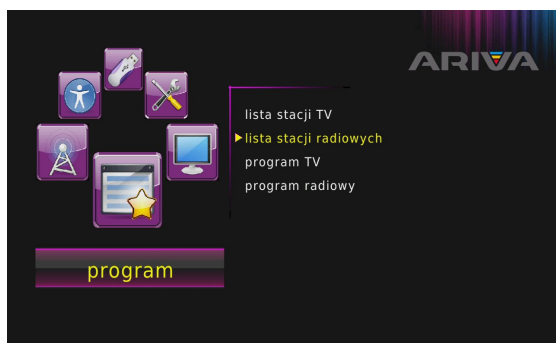 ARIVA
lista stacji TV
lista stacji radiowych
program TV
program radiowy
program